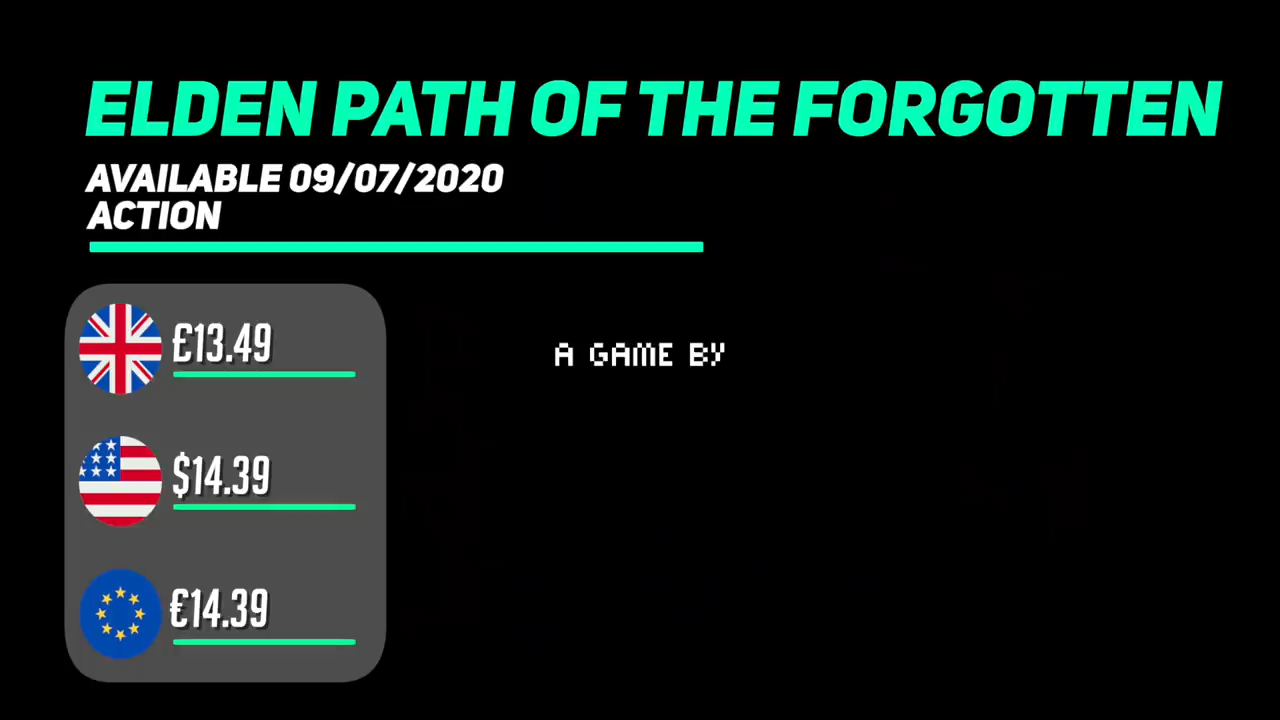 ELDEN PATH OF THE FORGOTTEN
AVAILABLE 09/07/2020
ACTION
£13.49
A GAME BY
$14.39
€14.39